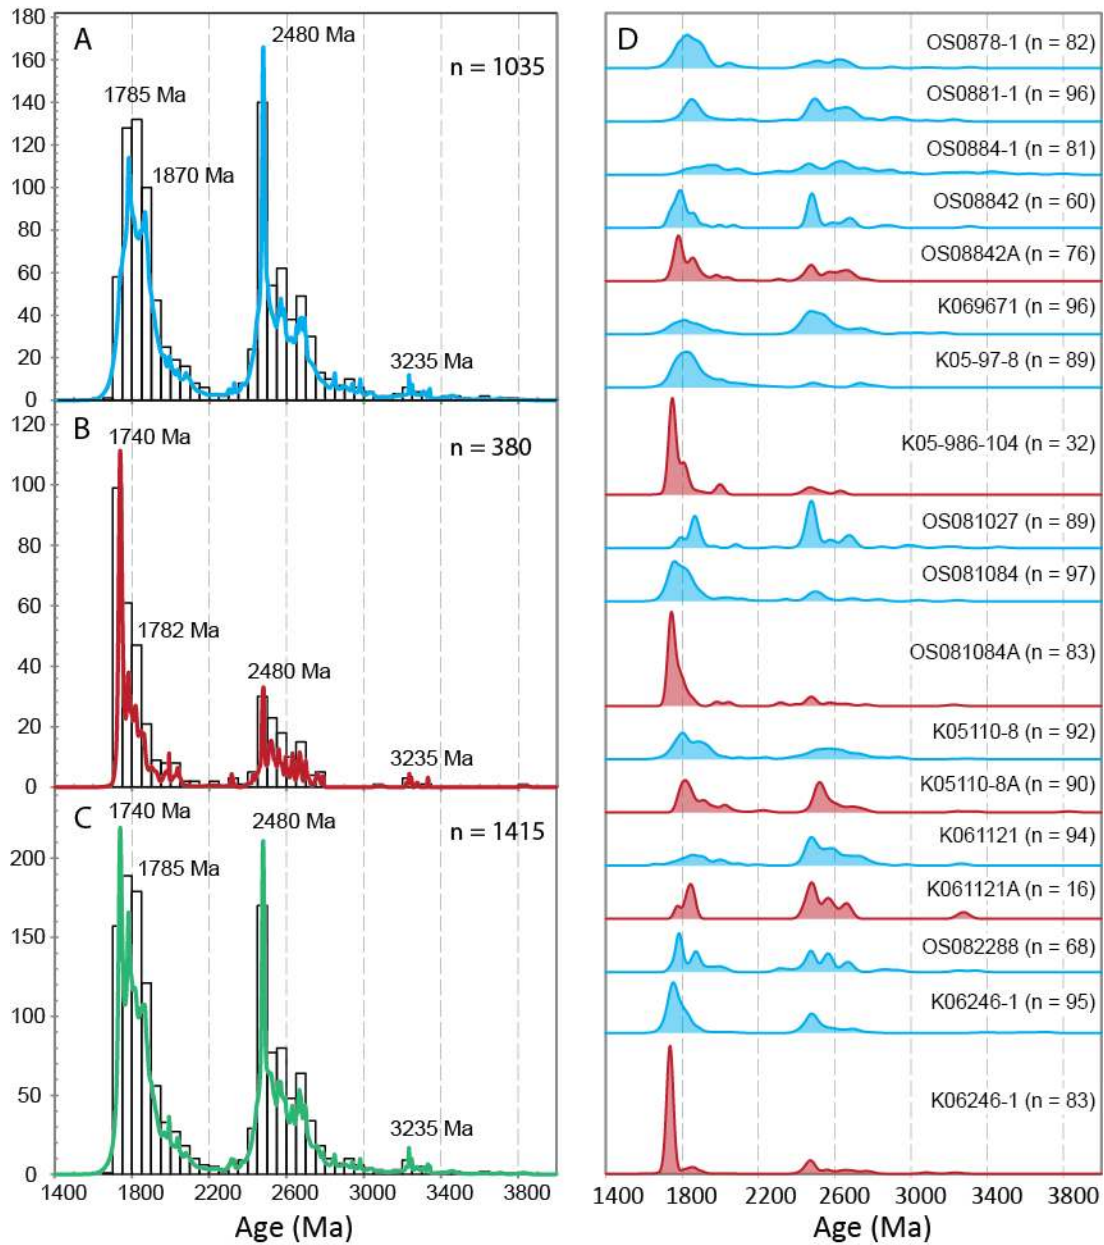 A
2480 Ma
n = 1035
1785 Ma
1870 Ma
3235 Ma
180
160
140
120
100
80
60
40
20
0
B
1740 Ma
n = 380
1782 Ma
2480 Ma
3235 Ma
120
100
80
60
40
20
0
C
1740 Ma
2480 Ma
n = 1415
1785 Ma
3235 Ma
200
150
100
50
0
1400 1800 2200 2600 3000 3400 3800
Age (Ma)
D
OS0878-1 (n = 82)
OS0881-1 (n = 96)
OS0884-1 (n = 81)
OS08842 (n = 60)
OS08842A (n = 76)
K069671 (n = 96)
K05-97-8 (n = 89)
K05-986-104 (n = 32)
OS081027 (n = 89)
OS081084 (n = 97)
OS081084A (n = 83)
K05110-8 (n = 92)
K05110-8A (n = 90)
K061121 (n = 94)
K061121A (n = 16)
OS082288 (n = 68)
K06246-1 (n = 95)
K06246-1 (n = 83)
1400 1800 2200 2600 3000 3400 3800
Age (Ma)